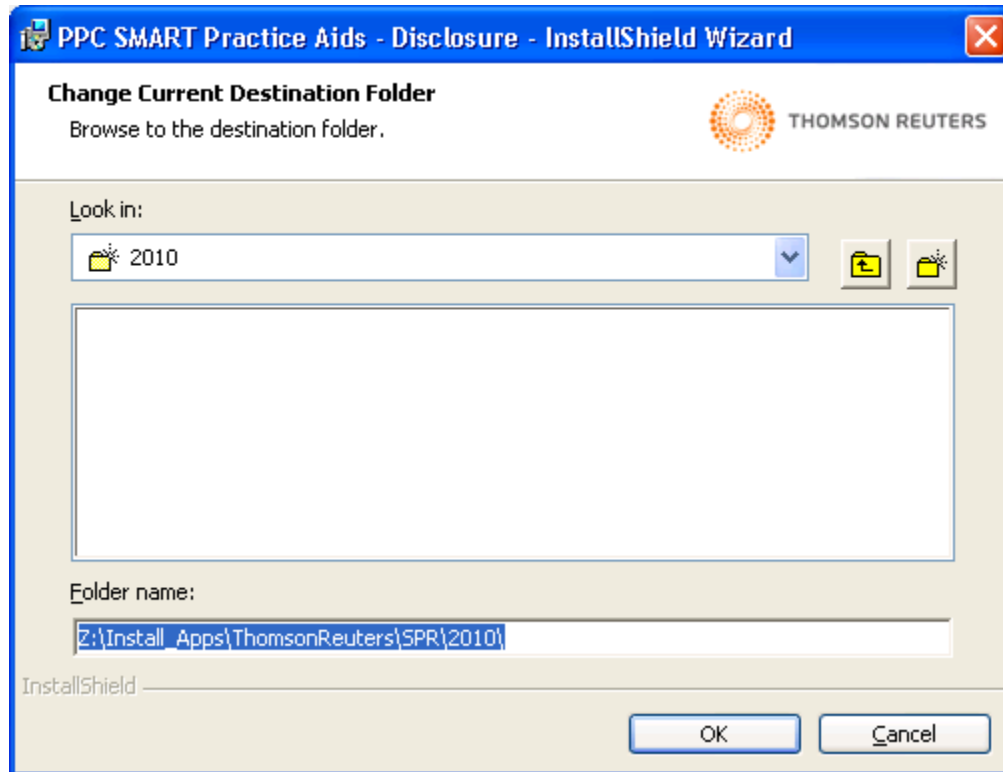 PPC SMART Practice Aids - Disclosure - InstallShield Wizard
Change Current Destination Folder
Browse to the destination folder.
THOMSON REUTERS
Look in:
2010
Folder name:
Z:\Install_Apps\ThomsonReuters\SPR\2010\
InstallShield
OK
Cancel